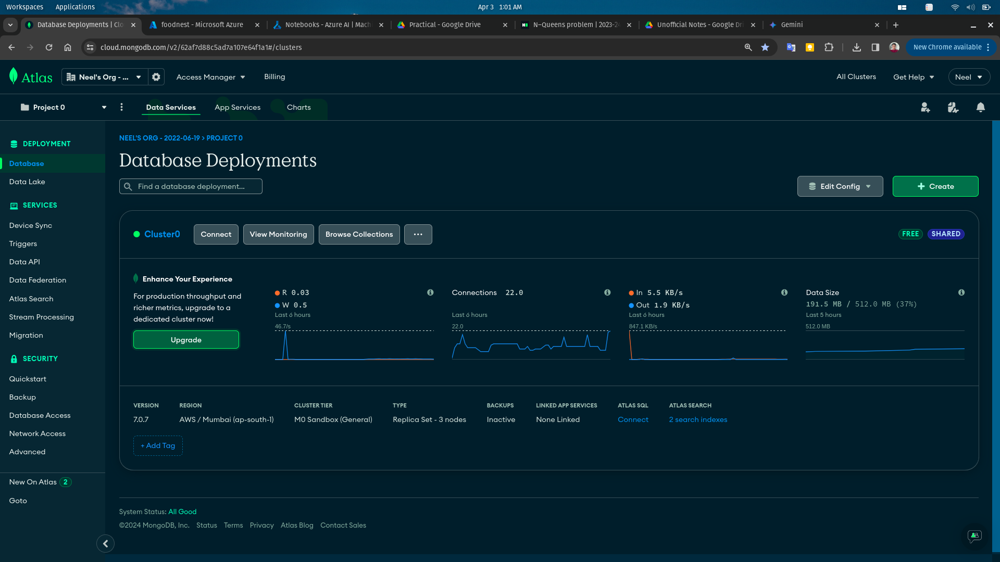 Workspaces Applications Apr 3 1:01 AM
Database Deployments | Clo foodnest - Microsoft Azure Notebooks - Azure AI | Mach Practical - Google Drive N–Queens problem | 2023-24 Unofficial Notes - Google Dri Gemini
cloud.mongodb.com/v2/62af7d88c5ad7a107e64f1a1#/clusters New Chrome available
Atlas Neel's Org - ... Access Manager Billing All Clusters Get Help Neel
Project 0 Data Services App Services Charts
DEPLOYMENT
Database
Data Lake
SERVICES
Device Sync
Triggers
Data API
Data Federation
Atlas Search
Stream Processing
Migration
SECURITY
Quickstart
Backup
Database Access
Network Access
Advanced
New On Atlas 2
Goto
NEEL'S ORG - 2022-06-19 > PROJECT 0
Database Deployments
Find a database deployment...
Edit Config
+ Create
Cluster0 Connect View Monitoring Browse Collections ... FREE SHARED
Enhance Your Experience
For production throughput and
richer metrics, upgrade to a
dedicated cluster now!
Upgrade
R 0.03
W 0.5
Last 6 hours
46.7/s
Connections 22.0
Last 6 hours
22.0
In 5.5 KB/s
Out 1.9 KB/s
Last 6 hours
847.1 KB/s
Data Size
191.5 MB / 512.0 MB (37%)
Last 5 hours
512.0 MB
VERSION REGION CLUSTER TIER TYPE BACKUPS LINKED APP SERVICES ATLAS SQL ATLAS SEARCH
7.0.7 AWS / Mumbai (ap-south-1) M0 Sandbox (General) Replica Set - 3 nodes Inactive None Linked Connect 2 search indexes
+ Add Tag
System Status: All Good
©2024 MongoDB, Inc. Status Terms Privacy Atlas Blog Contact Sales